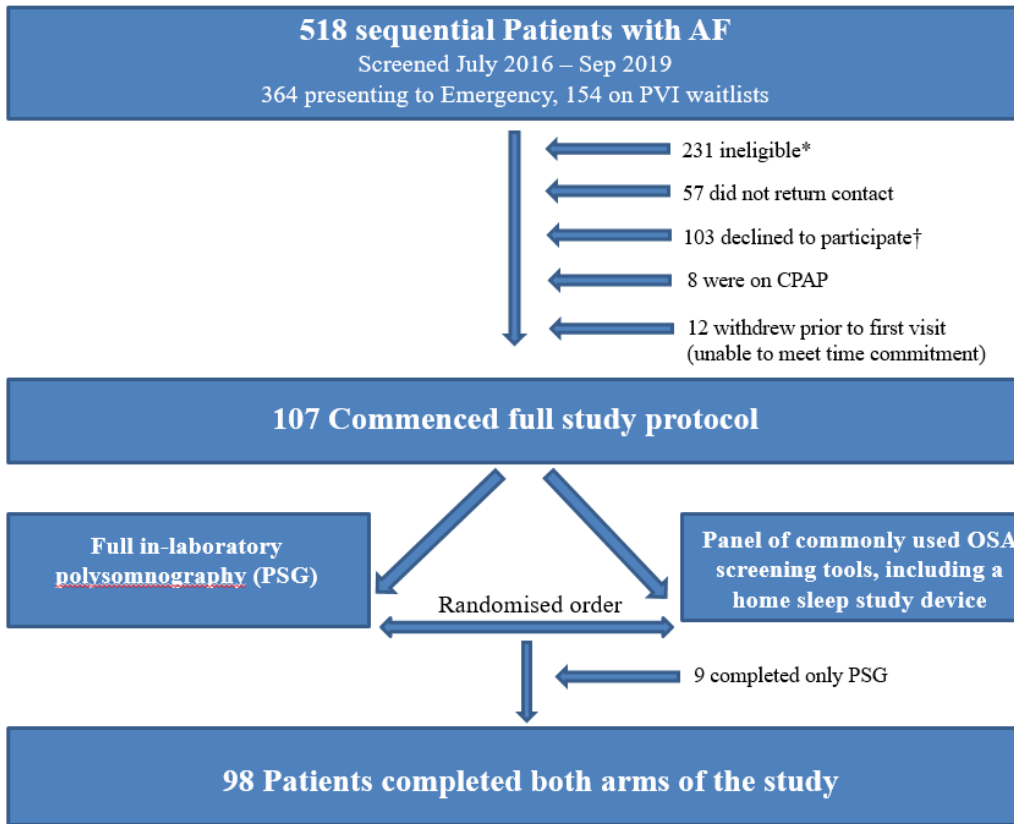 518 sequential Patients with AF
Screened July 2016 – Sep 2019
364 presenting to Emergency, 154 on PVI waitlists
231 ineligible*
57 did not return contact
103 declined to participate†
8 were on CPAP
12 withdrew prior to first visit
(unable to meet time commitment)
107 Commenced full study protocol
Full in-laboratory
polysomnography (PSG)
Panel of commonly used OSA
screening tools, including a
home sleep study device
Randomised order
9 completed only PSG
98 Patients completed both arms of the study